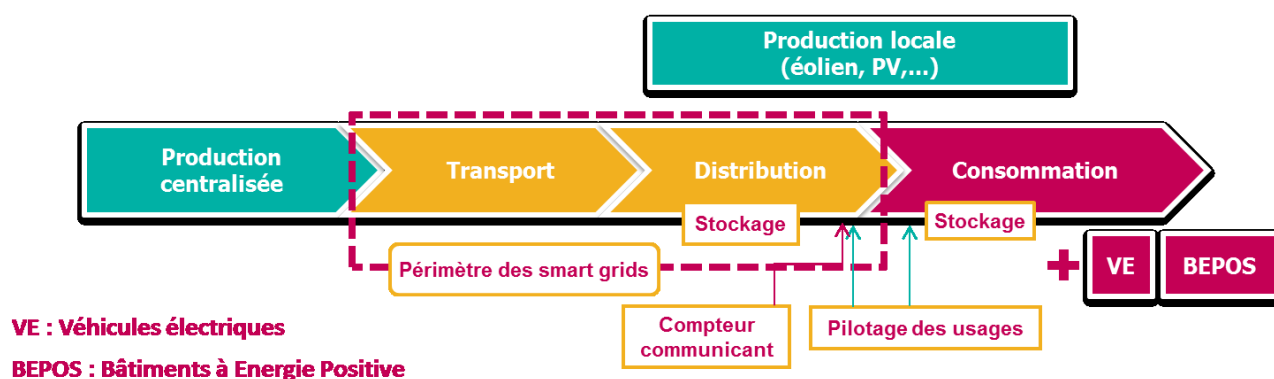 Production locale
(éolien, PV,...)
Production
centralisée
Transport
Distribution
Consommation
Stockage
Stockage
Périmètre des smart grids
VE
BEPOS
Compteur
communicant
Pilotage des usages
VE : Véhicules électriques
BEPOS : Bâtiments à Energie Positive